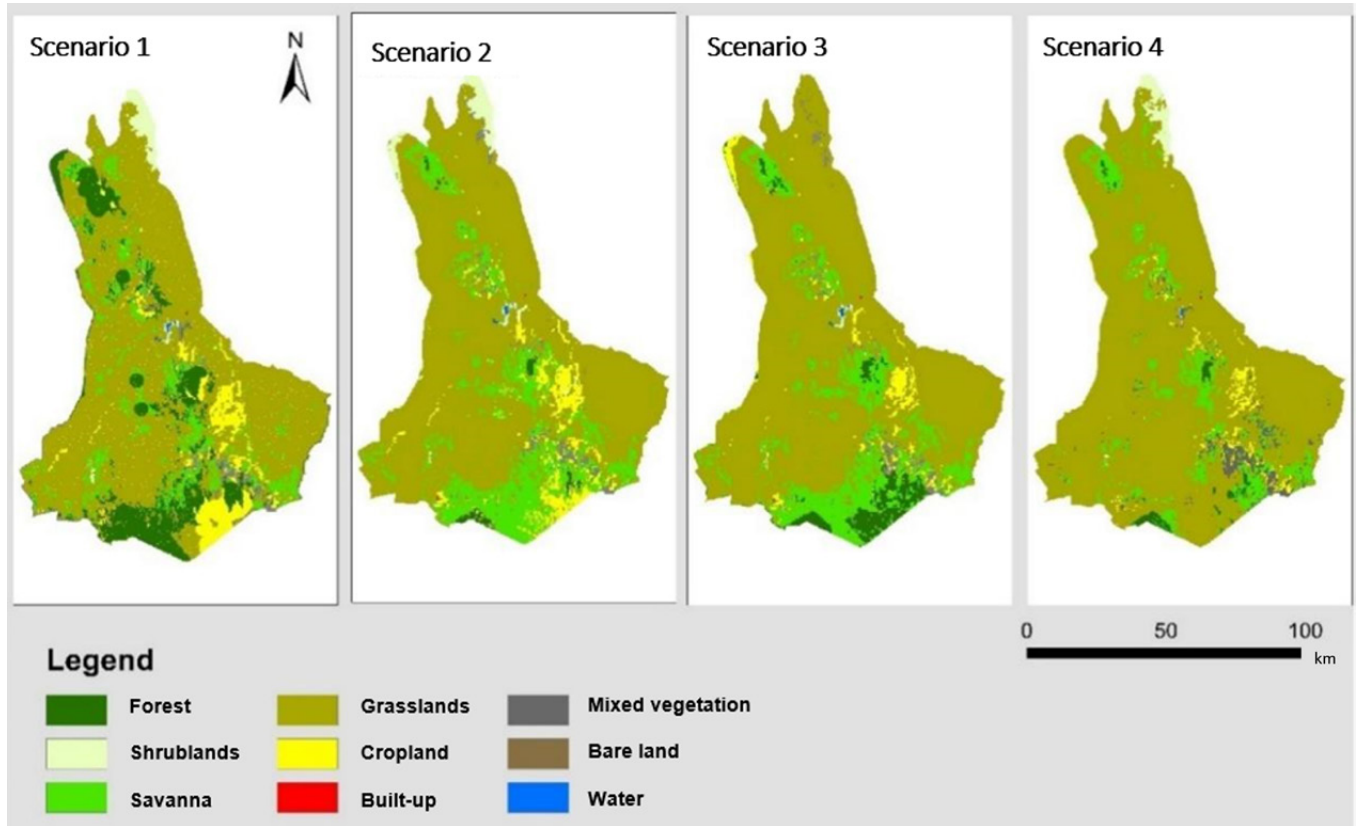 Scenario 1
N
Scenario 2
Scenario 3
Scenario 4
0 50 100
km
Legend
Forest
Grasslands
Mixed vegetation
Shrublands
Cropland
Bare land
Savanna
Built-up
Water